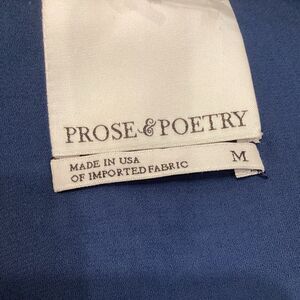 PROSE & POETRY
MADE IN USA
OF IMPORTED FABRIC
M